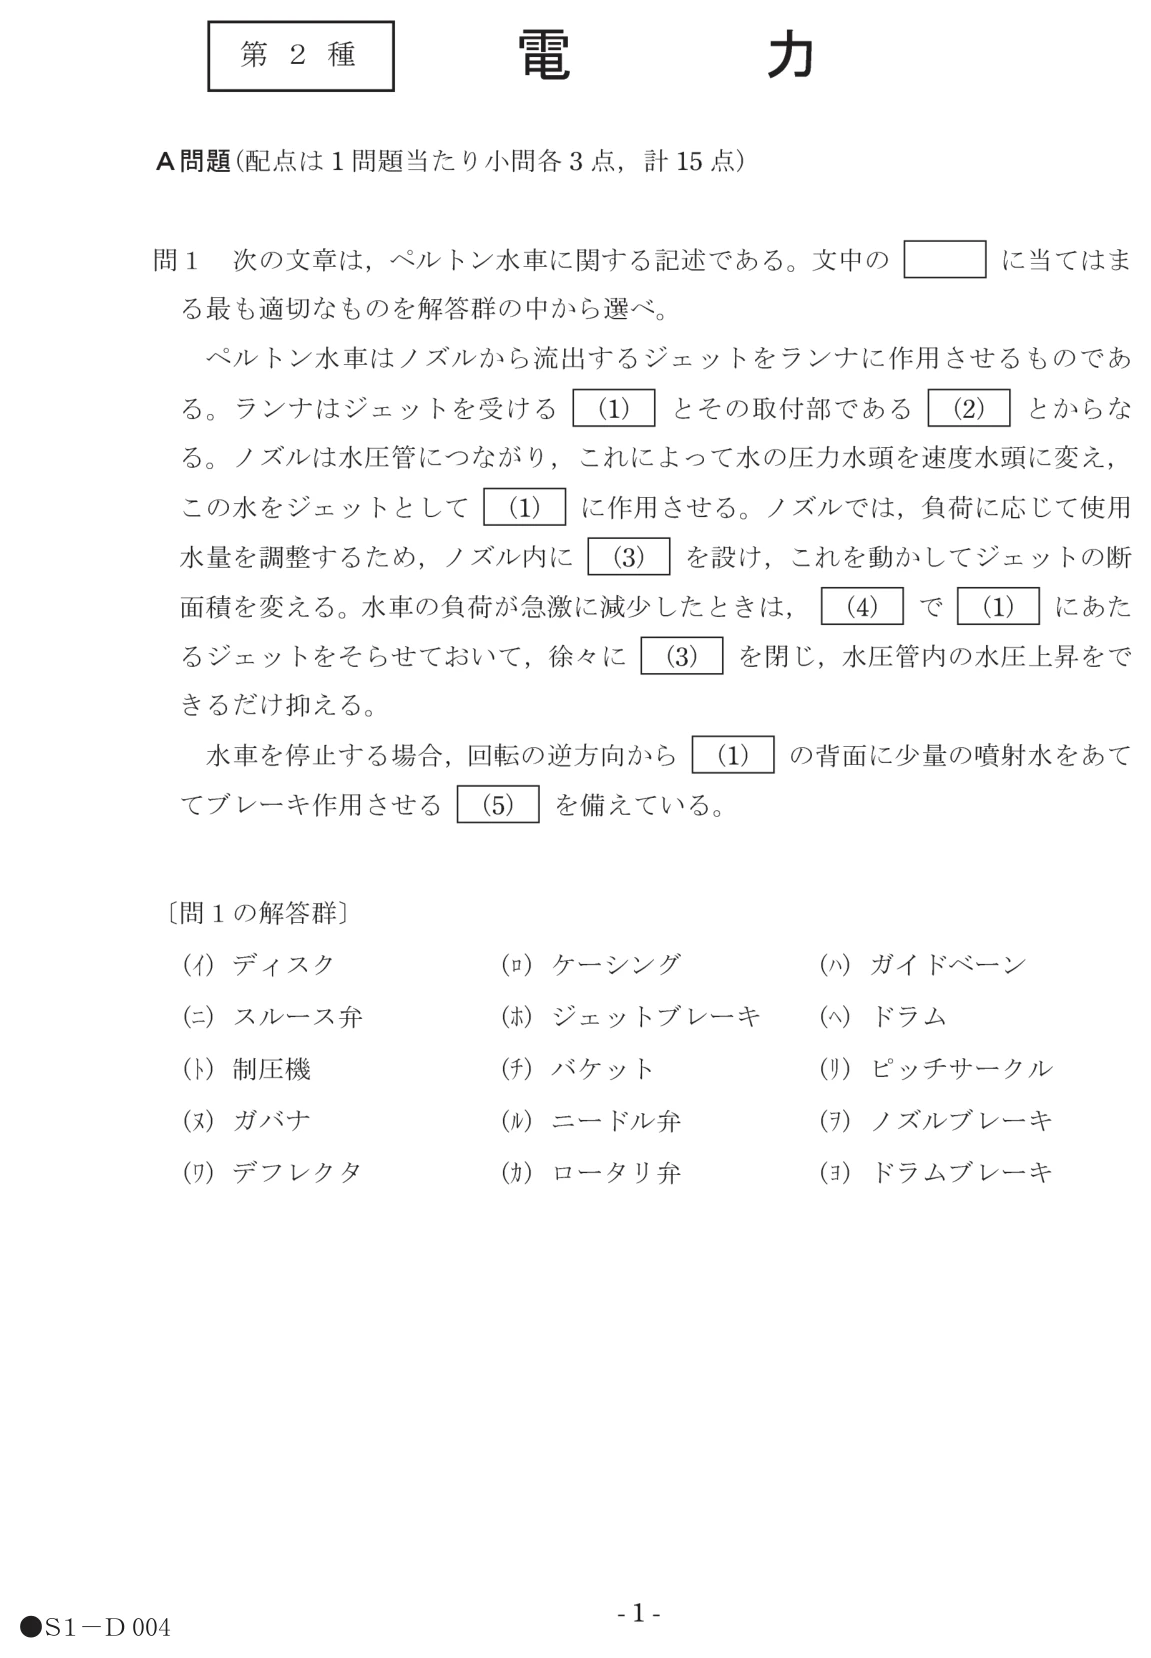 第 2 種
電 力
A問題(配点は1問題当たり小問各3点，計15点)
問1 次の文章は，ペルトン水車に関する記述である。文中の に当てはま
る最も適切なものを解答群の中から選べ。
ペルトン水車はノズルから流出するジェットをランナに作用させるものであ
る。ランナはジェットを受ける (1) とその取付部である (2) とからな
る。ノズルは水圧管につながり，これによって水の圧力水頭を速度水頭に変え，
この水をジェットとして (1) に作用させる。ノズルでは，負荷に応じて使用
水量を調整するため，ノズル内に (3) を設け，これを動かしてジェットの断
面積を変える。水車の負荷が急激に減少したときは， (4) で (1) にあた
るジェットをそらせておいて，徐々に (3) を閉じ，水圧管内の水圧上昇をで
きるだけ抑える。
水車を停止する場合，回転の逆方向から (1) の背面に少量の噴射水をあて
てブレーキ作用させる (5) を備えている。
〔問1の解答群〕
(イ) ディスク (ロ) ケーシング (ハ) ガイドベーン
(ニ) スルース弁 (ホ) ジェットブレーキ (ヘ) ドラム
(ト) 制圧機 (チ) バケット (リ) ピッチサークル
(ヌ) ガバナ (ル) ニードル弁 (ヲ) ノズルブレーキ
(ワ) デフレクタ (カ) ロータリ弁 (ヨ) ドラムブレーキ
- 1 -
●S1－D 004